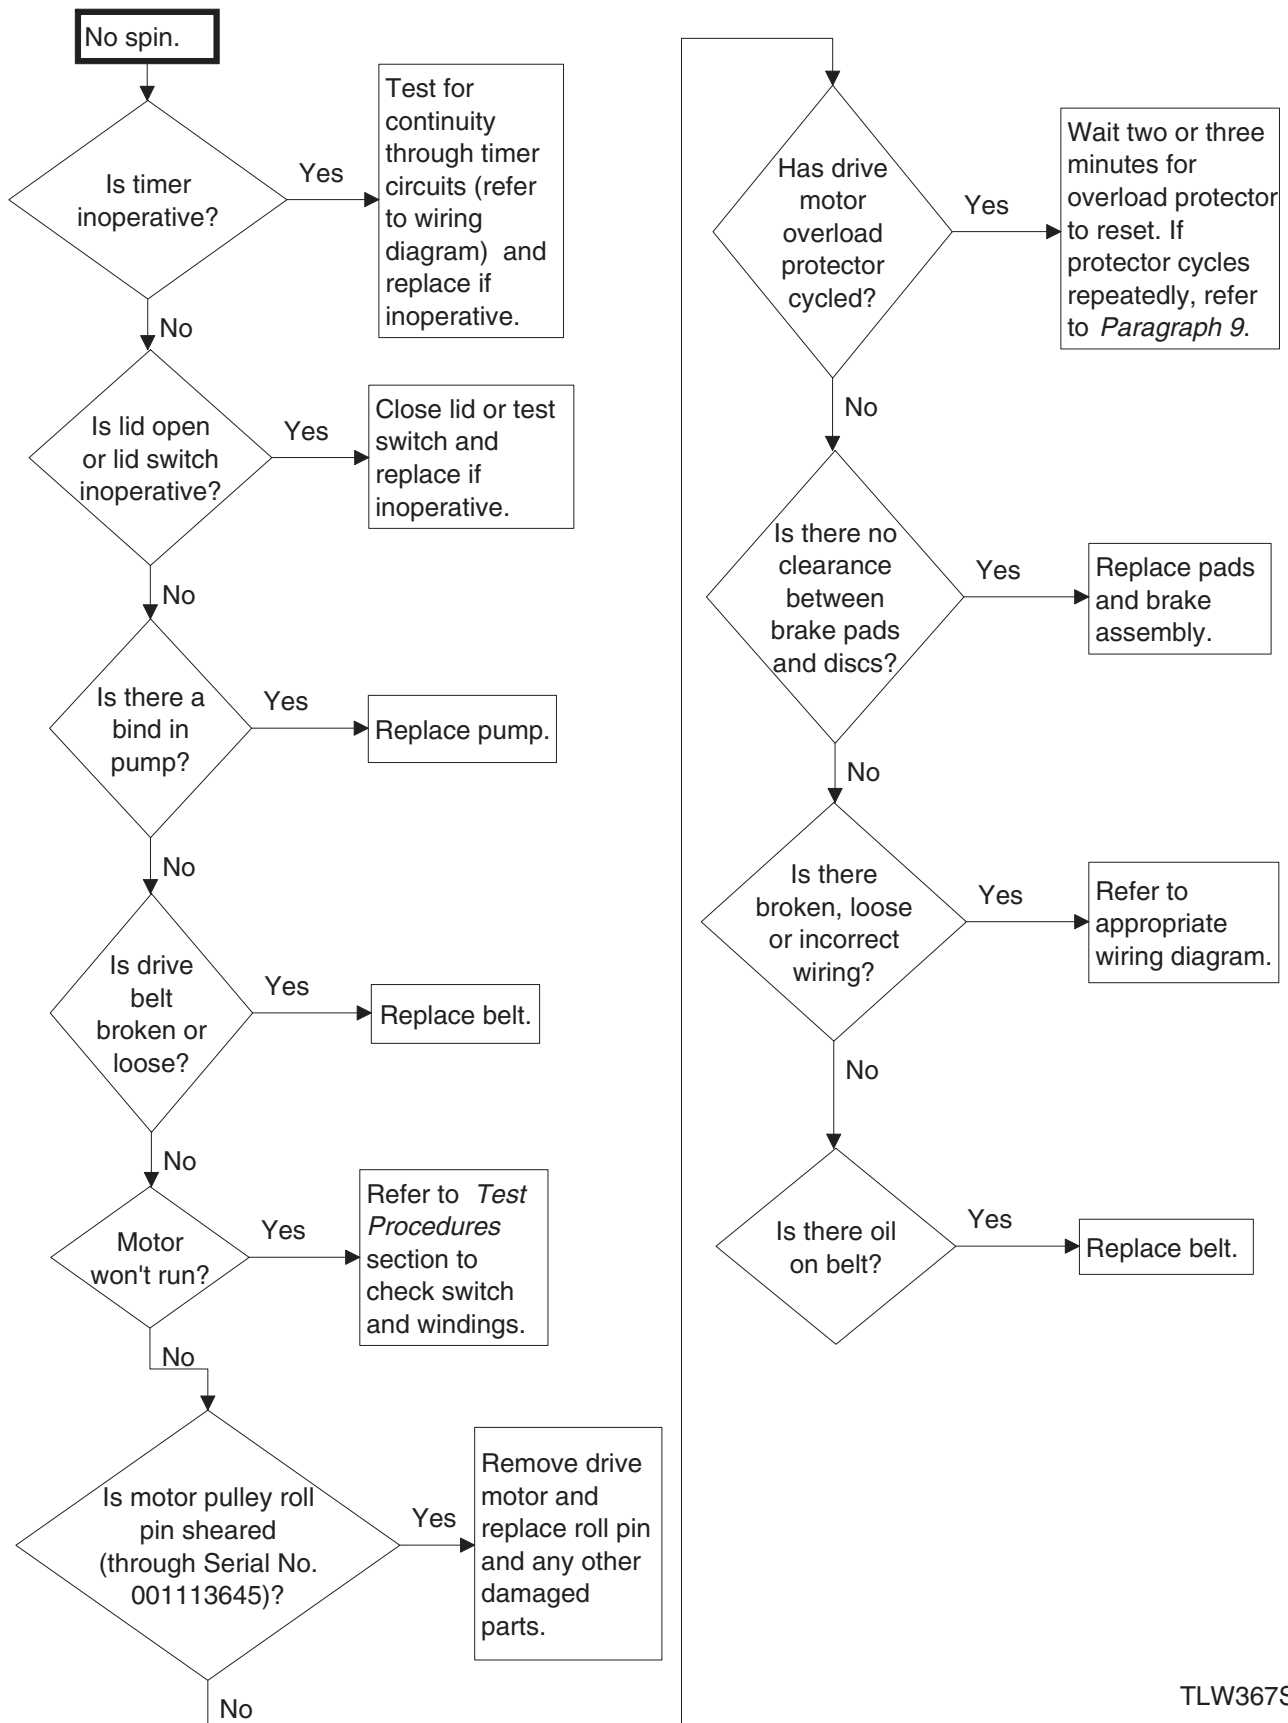 No spin.
Is timer
inoperative?
Yes
Test for
continuity
through timer
circuits (refer
to wiring
diagram)  and
replace if
inoperative.
No
Is lid open
or lid switch
inoperative?
Yes
Close lid or test
switch and
replace if
inoperative.
No
Is there a
bind in
pump?
Yes
Replace pump.
No
Is drive
belt
broken or
loose?
Yes
Replace belt.
No
Motor
won't run?
Yes
Refer to Test
Procedures
section to
check switch
and windings.
No
Is motor pulley roll
pin sheared
(through Serial No.
001113645)?
Yes
Remove drive
motor and
replace roll pin
and any other
damaged
parts.
No
Has drive
motor
overload
protector
cycled?
Yes
Wait two or three
minutes for
overload protector
to reset. If
protector cycles
repeatedly, refer
to Paragraph 9.
No
Is there no
clearance
between
brake pads
and discs?
Yes
Replace pads
and brake
assembly.
No
Is there
broken, loose
or incorrect
wiring?
Yes
Refer to
appropriate
wiring diagram.
No
Is there oil
on belt?
Yes
Replace belt.
TLW367S